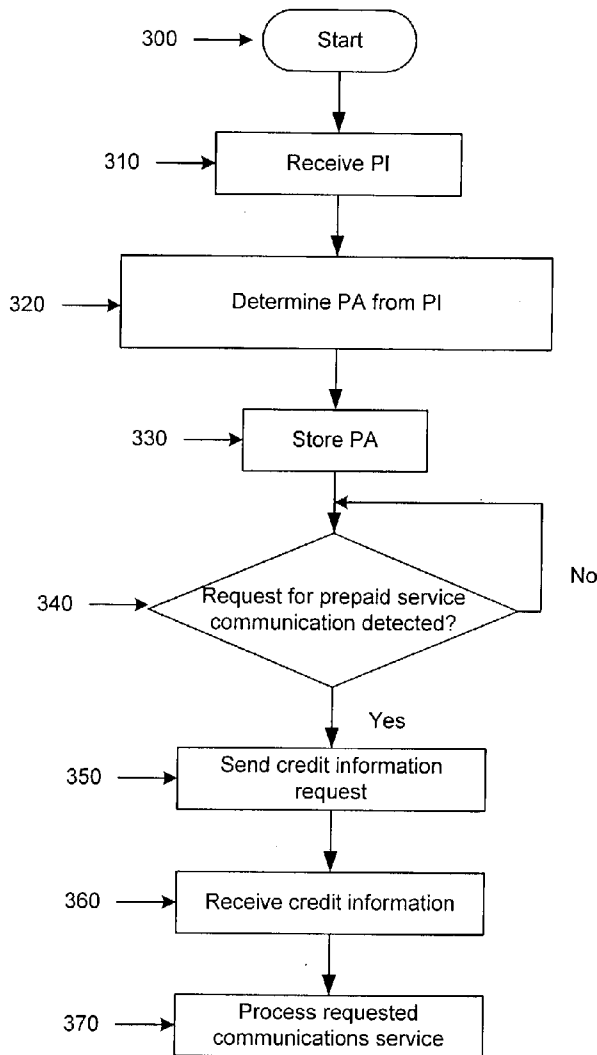 300
Start
310
Receive PI
320
Determine PA from PI
330
Store PA
340
Request for prepaid service
communication detected?
No
Yes
350
Send credit information
request
360
Receive credit information
370
Process requested
communications service